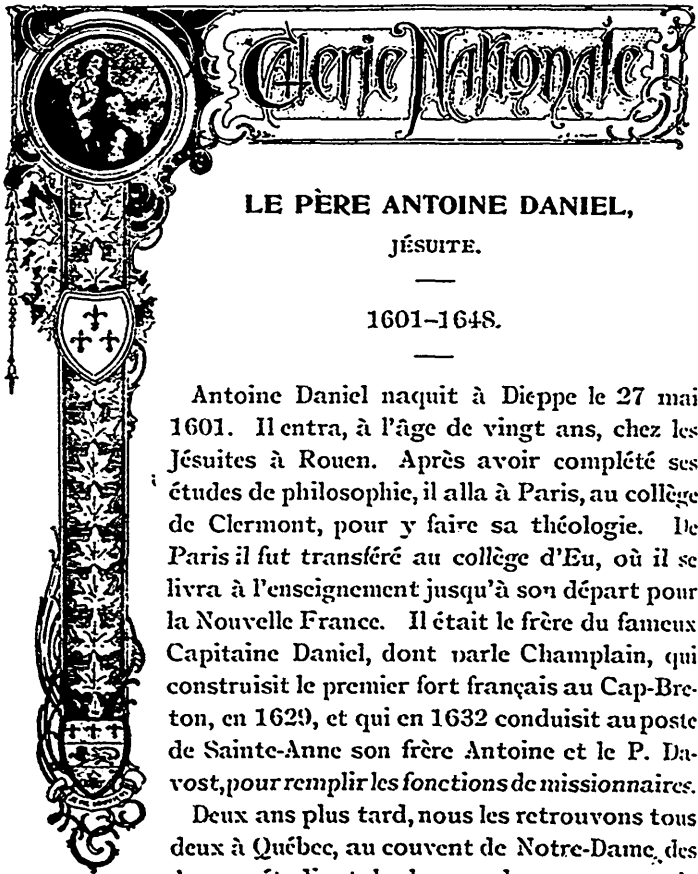 Galerie Nationale
LE PÈRE ANTOINE DANIEL,
JÉSUITE.
1601–1648.
Antoine Daniel naquit à Dieppe le 27 mai
1601. Il entra, à l'âge de vingt ans, chez les
Jésuites à Rouen. Après avoir complété ses
études de philosophie, il alla à Paris, au collège
de Clermont, pour y faire sa théologie. De
Paris il fut transféré au collège d'Eu, où il se
livra à l'enseignement jusqu'à son départ pour
la Nouvelle France. Il était le frère du fameux
Capitaine Daniel, dont parle Champlain, qui
construisit le premier fort français au Cap-Bre-
ton, en 1629, et qui en 1632 conduisit au poste
de Sainte-Anne son frère Antoine et le P. Da-
vost, pour remplir les fonctions de missionnaires.
Deux ans plus tard, nous les retrouvons tous
deux à Québec, au couvent de Notre-Dame des